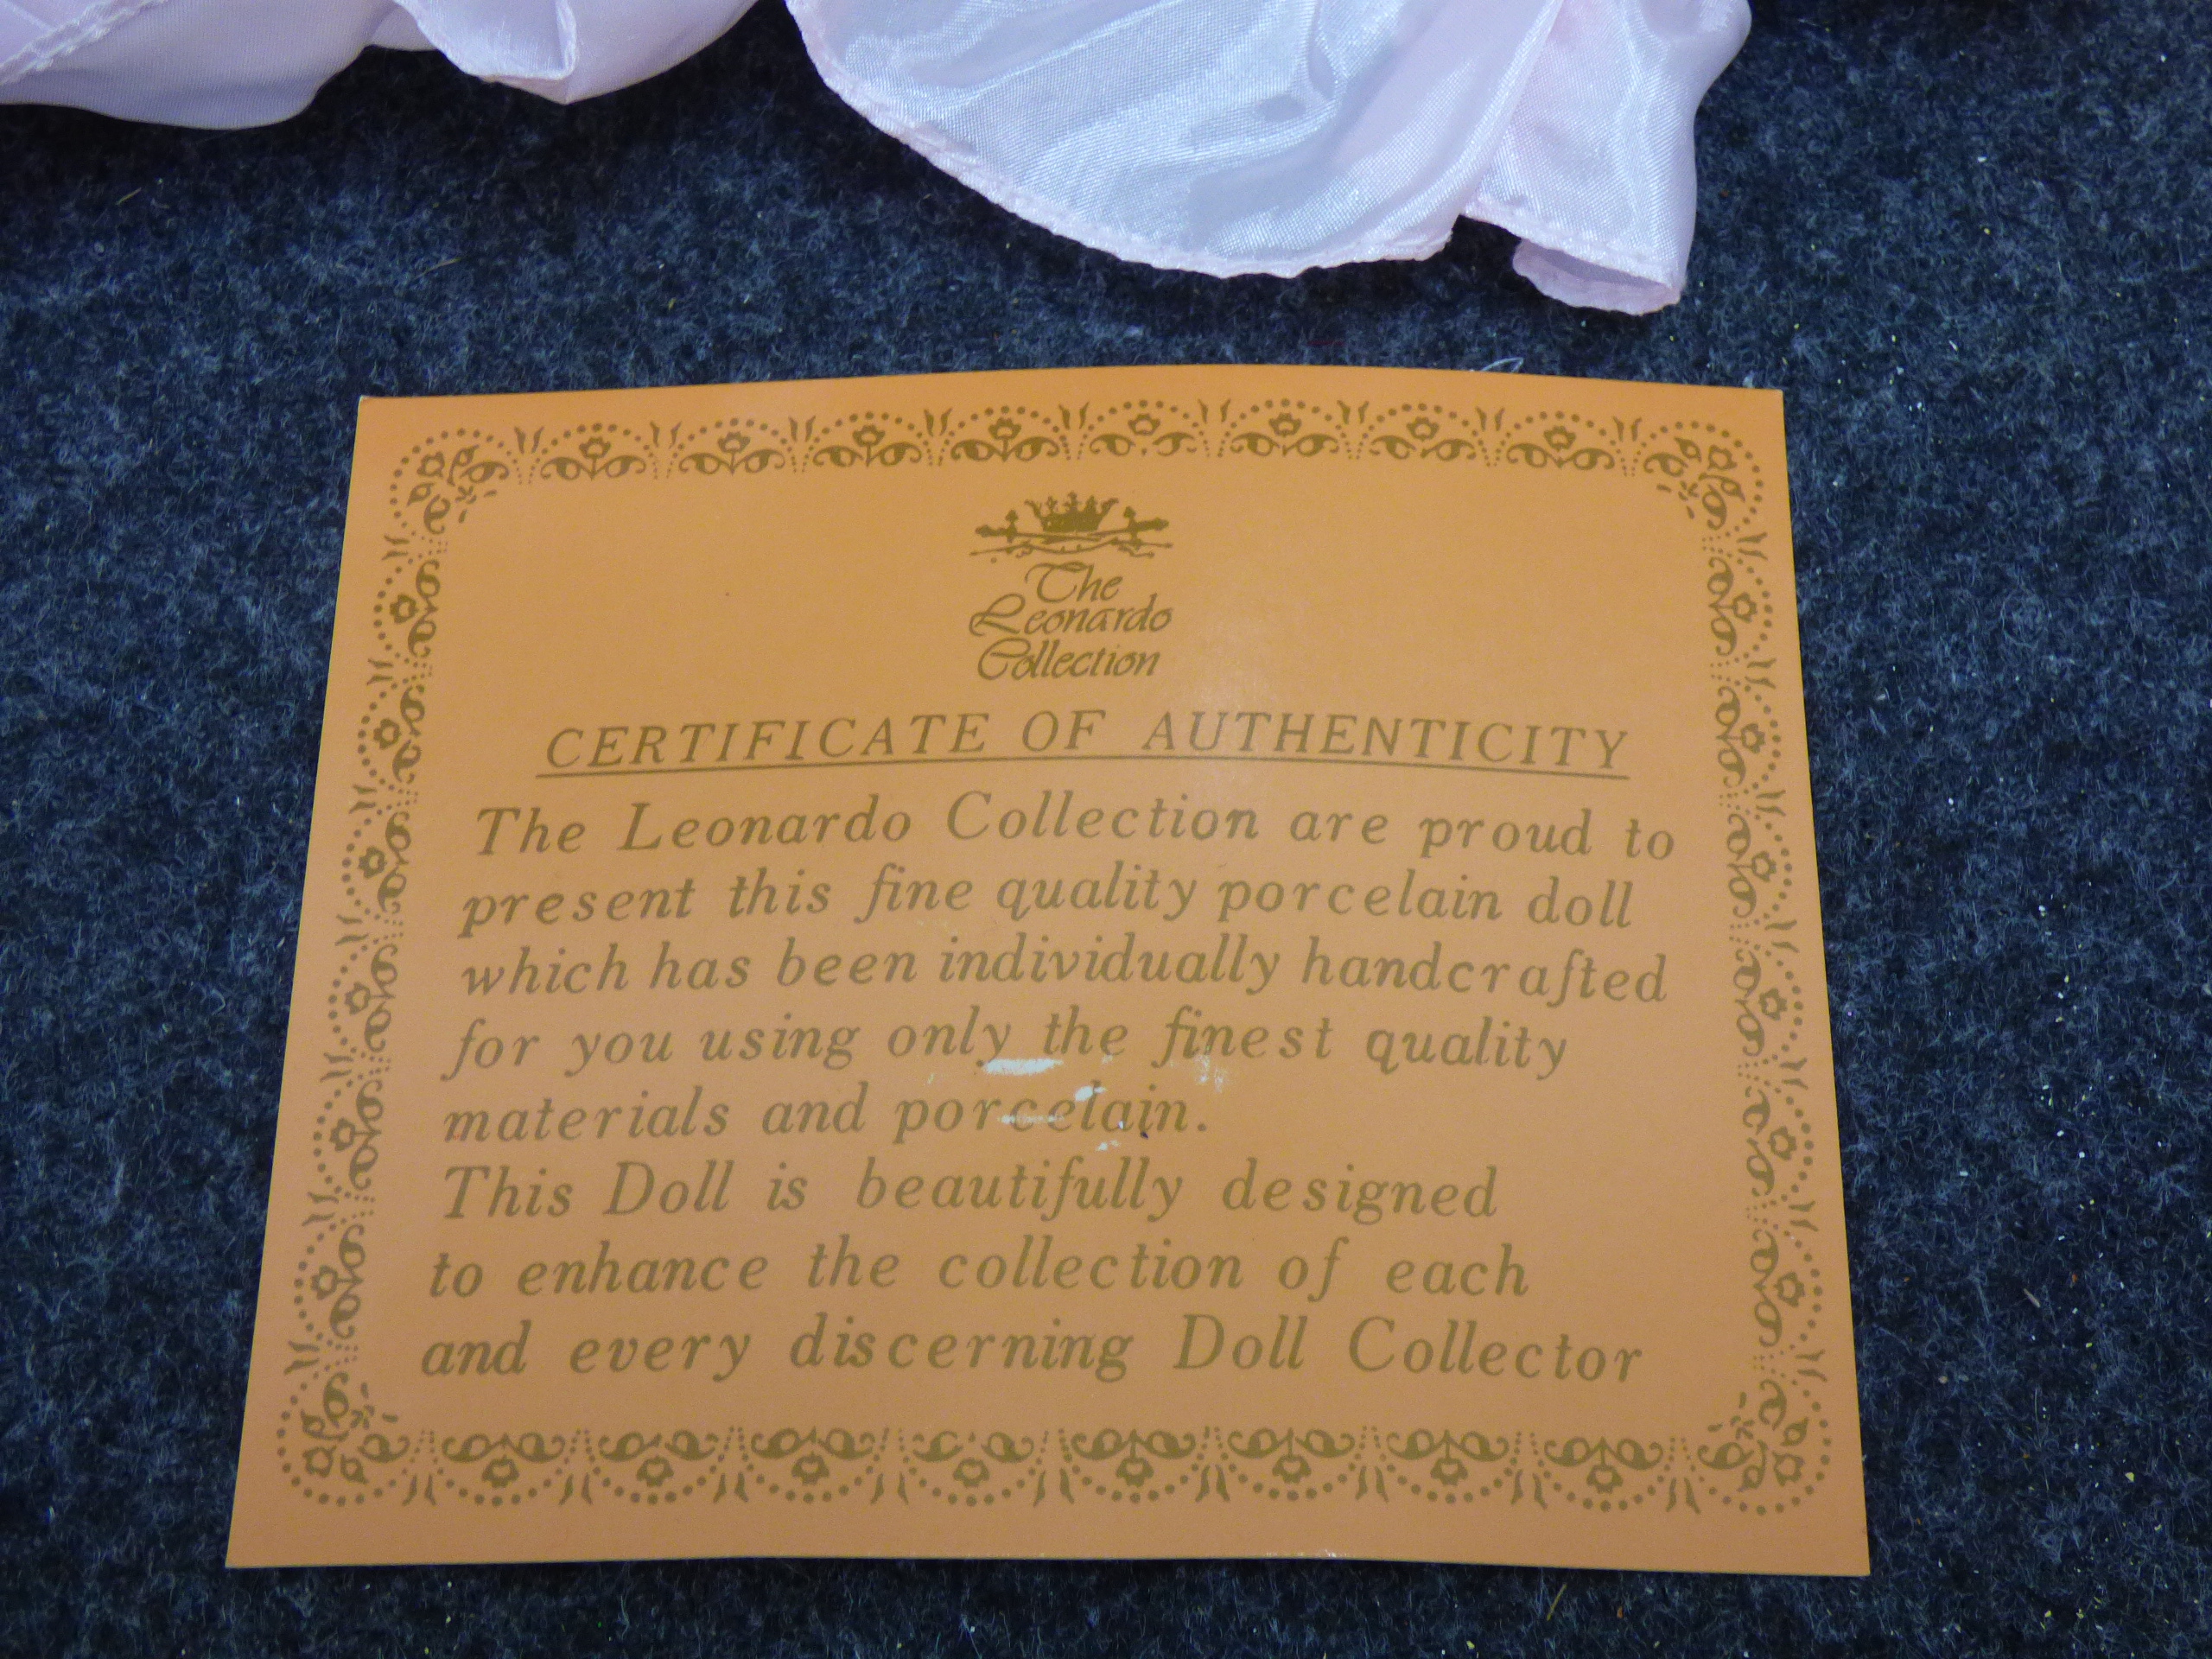 The
Leonardo
Collection
CERTIFICATE OF AUTHENTICITY
The Leonardo Collection are proud to
present this fine quality porcelain doll
which has been individually handcrafted
for you using only the finest quality
materials and porcelain.
This Doll is beautifully designed
to enhance the collection of each
and every discerning Doll Collector